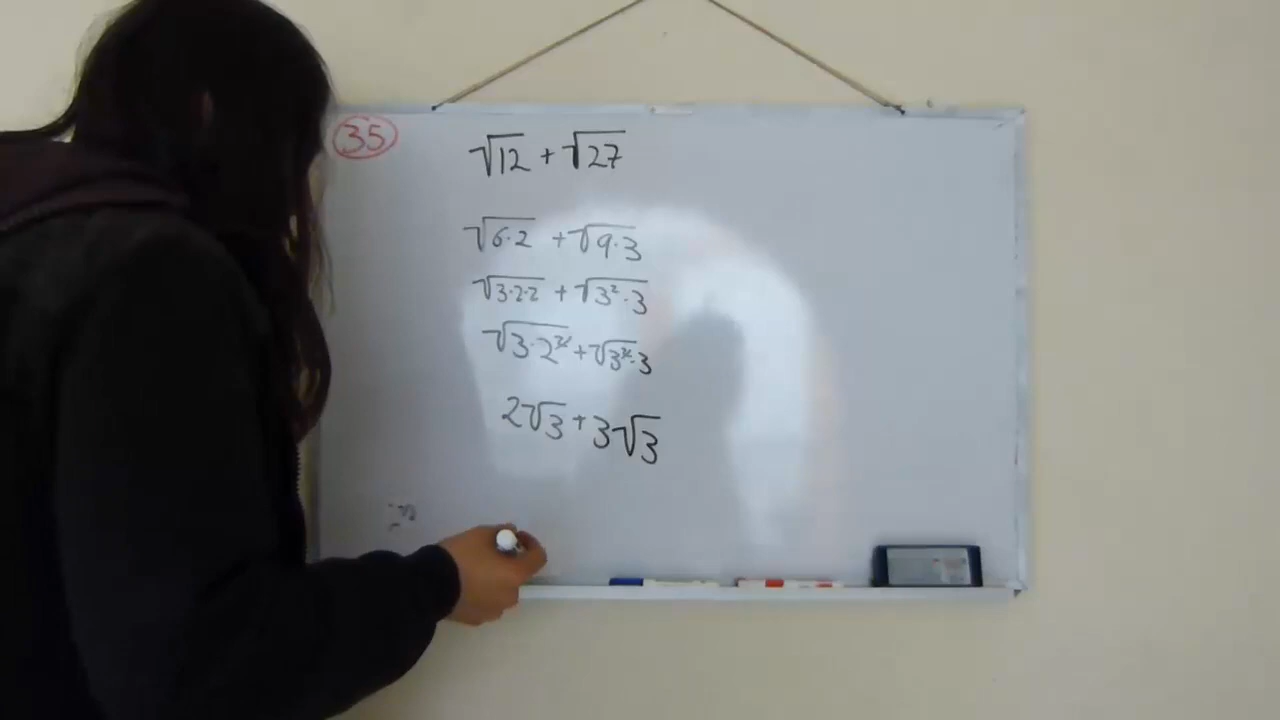 35
√12 + √27
√6·2 + √9·3
√3·2·2 + √3²·3
√3·2² + √3²·3
2√3 + 3√3